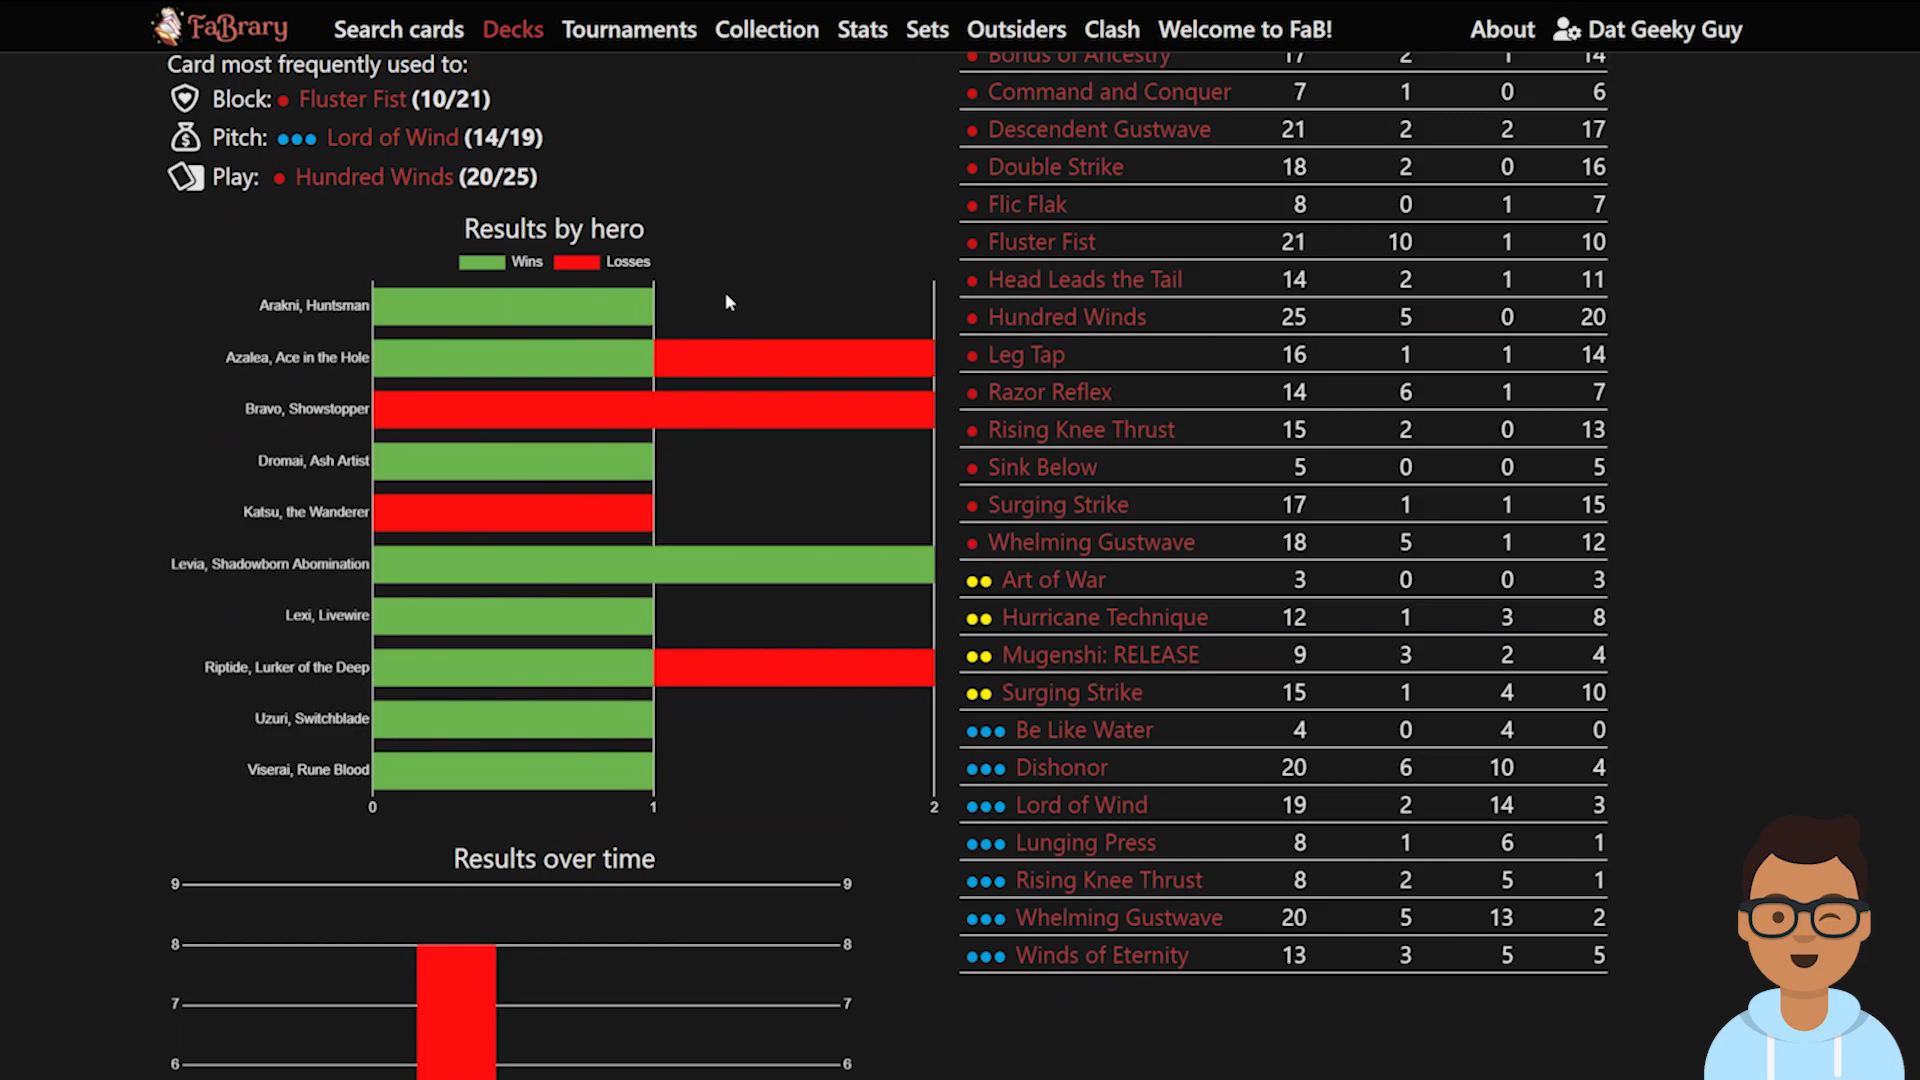 FaBrary Search cards Decks Tournaments Collection Stats Sets Outsiders Clash Welcome to FaB! About Dat Geeky Guy
Card most frequently used to:
Block: Fluster Fist (10/21)
Pitch: Lord of Wind (14/19)
Play: Hundred Winds (20/25)
Results by hero
Wins Losses
Arakni, Huntsman
Azalea, Ace in the Hole
Bravo, Showstopper
Dromai, Ash Artist
Katsu, the Wanderer
Levia, Shadowborn Abomination
Lexi, Livewire
Riptide, Lurker of the Deep
Uzuri, Switchblade
Viserai, Rune Blood
0 1 2
Results over time
9 9
8 8
7 7
6 6
Bonds of Ancestry 17 2 1 14
Command and Conquer 7 1 0 6
Descendent Gustwave 21 2 2 17
Double Strike 18 2 0 16
Flic Flak 8 0 1 7
Fluster Fist 21 10 1 10
Head Leads the Tail 14 2 1 11
Hundred Winds 25 5 0 20
Leg Tap 16 1 1 14
Razor Reflex 14 6 1 7
Rising Knee Thrust 15 2 0 13
Sink Below 5 0 0 5
Surging Strike 17 1 1 15
Whelming Gustwave 18 5 1 12
Art of War 3 0 0 3
Hurricane Technique 12 1 3 8
Mugenshi: RELEASE 9 3 2 4
Surging Strike 15 1 4 10
Be Like Water 4 0 4 0
Dishonor 20 6 10 4
Lord of Wind 19 2 14 3
Lunging Press 8 1 6 1
Rising Knee Thrust 8 2 5 1
Whelming Gustwave 20 5 13 2
Winds of Eternity 13 3 5 5